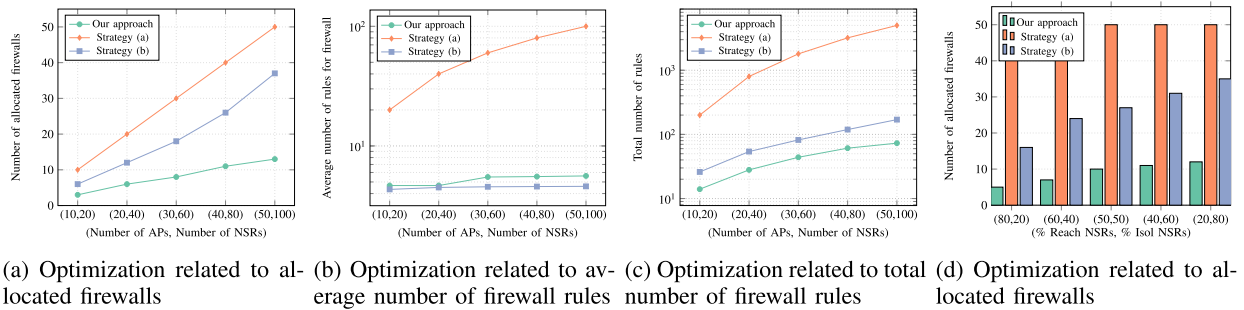 Number of allocated firewalls
50
40
30
20
10
0
Our approach
Strategy (a)
Strategy (b)
(10,20) (20,40) (30,60) (40,80) (50,100)
(Number of APs, Number of NSRs)
(a) Optimization related to al-
located firewalls
Average number of rules for firewall
10²
10¹
Our approach
Strategy (a)
Strategy (b)
(10,20) (20,40) (30,60) (40,80) (50,100)
(Number of APs, Number of NSRs)
(b) Optimization related to av-
erage number of firewall rules
Total number of rules
10³
10²
10¹
Our approach
Strategy (a)
Strategy (b)
(10,20) (20,40) (30,60) (40,80) (50,100)
(Number of APs, Number of NSRs)
(c) Optimization related to total
number of firewall rules
Number of allocated firewalls
50
40
30
20
10
0
Our approach
Strategy (a)
Strategy (b)
(80,20) (60,40) (50,50) (40,60) (20,80)
(% Reach NSRs, % Isol NSRs)
(d) Optimization related to al-
located firewalls